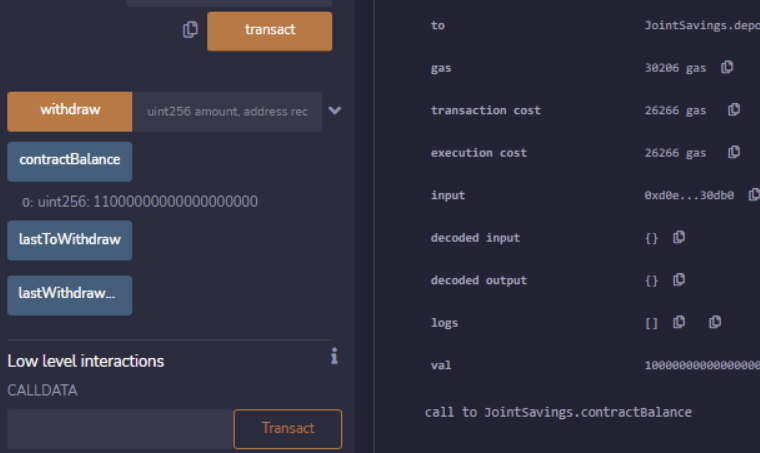 transact
withdraw
uint256 amount, address rec
contractBalance
0: uint256: 11000000000000000000
lastToWithdraw
lastWithdraw...
Low level interactions
CALLDATA
Transact
to JointSavings.depo
gas 30206 gas
transaction cost 26266 gas
execution cost 26266 gas
input 0xd0e...30db0
decoded input {}
decoded output {}
logs []
val 10000000000000000
call to JointSavings.contractBalance